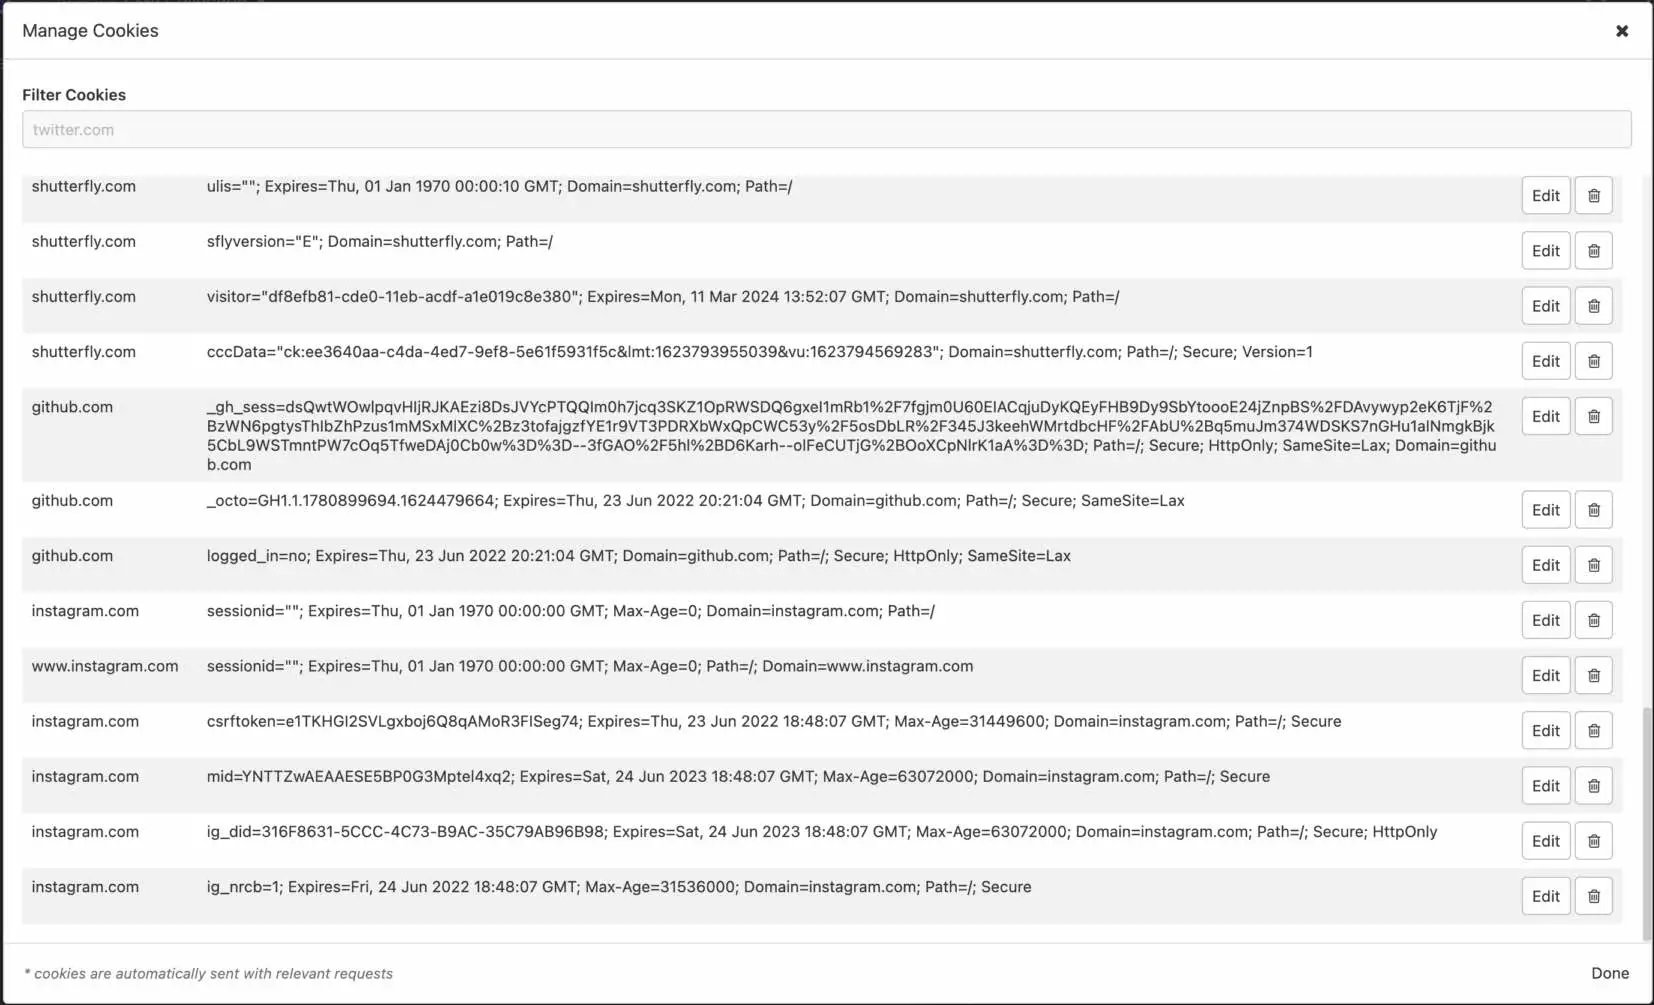 Manage Cookies
Filter Cookies
twitter.com
shutterfly.com ulis=""; Expires=Thu, 01 Jan 1970 00:00:10 GMT; Domain=shutterfly.com; Path=/ Edit
shutterfly.com sflyversion="E"; Domain=shutterfly.com; Path=/ Edit
shutterfly.com visitor="df8efb81-cde0-11eb-acdf-a1e019c8e380"; Expires=Mon, 11 Mar 2024 13:52:07 GMT; Domain=shutterfly.com; Path=/ Edit
shutterfly.com cccData="ck:ee3640aa-c4da-4ed7-9ef8-5e61f5931f5c&lmt:1623793955039&vu:1623794569283"; Domain=shutterfly.com; Path=/; Secure; Version=1 Edit
github.com _gh_sess=dsQwtWOwlpqvHIjRJKAEzi8DsJVYcPTQQIm0h7jcq3SKZ1OpRWSDQ6gxeI1mRb1%2F7fgjm0U60EIACqjuDyKQEyFHB9Dy9SbYtoooE24jZnpBS%2FDAvywyp2eK6TjF%2 Edit
BzWN6pgtysThIbZhPzus1mMSxMlXC%2Bz3tofajgzfYE1r9VT3PDRXbWxQpCWC53y%2F5osDbLR%2F345J3keehWMrtdbcHF%2FAbU%2Bq5muJm374WDSKS7nGHu1alNmgkBjk
5CbL9WSTmntPW7cOq5TfweDAj0Cb0w%3D%3D--3fGAO%2F5hl%2BD6Karh--olFeCUTjG%2BOoXCpNlrK1aA%3D%3D; Path=/; Secure; HttpOnly; SameSite=Lax; Domain=githu
b.com
github.com _octo=GH1.1.1780899694.1624479664; Expires=Thu, 23 Jun 2022 20:21:04 GMT; Domain=github.com; Path=/; Secure; SameSite=Lax Edit
github.com logged_in=no; Expires=Thu, 23 Jun 2022 20:21:04 GMT; Domain=github.com; Path=/; Secure; HttpOnly; SameSite=Lax Edit
instagram.com sessionid=""; Expires=Thu, 01 Jan 1970 00:00:00 GMT; Max-Age=0; Domain=instagram.com; Path=/ Edit
www.instagram.com sessionid=""; Expires=Thu, 01 Jan 1970 00:00:00 GMT; Max-Age=0; Path=/; Domain=www.instagram.com Edit
instagram.com csrftoken=e1TKHGl2SVLgxboj6Q8qAMoR3FISeg74; Expires=Thu, 23 Jun 2022 18:48:07 GMT; Max-Age=31449600; Domain=instagram.com; Path=/; Secure Edit
instagram.com mid=YNTTZwAEAAESE5BP0G3Mptel4xq2; Expires=Sat, 24 Jun 2023 18:48:07 GMT; Max-Age=63072000; Domain=instagram.com; Path=/; Secure Edit
instagram.com ig_did=316F8631-5CCC-4C73-B9AC-35C79AB96B98; Expires=Sat, 24 Jun 2023 18:48:07 GMT; Max-Age=63072000; Domain=instagram.com; Path=/; Secure; HttpOnly Edit
instagram.com ig_nrcb=1; Expires=Fri, 24 Jun 2022 18:48:07 GMT; Max-Age=31536000; Domain=instagram.com; Path=/; Secure Edit
* cookies are automatically sent with relevant requests Done